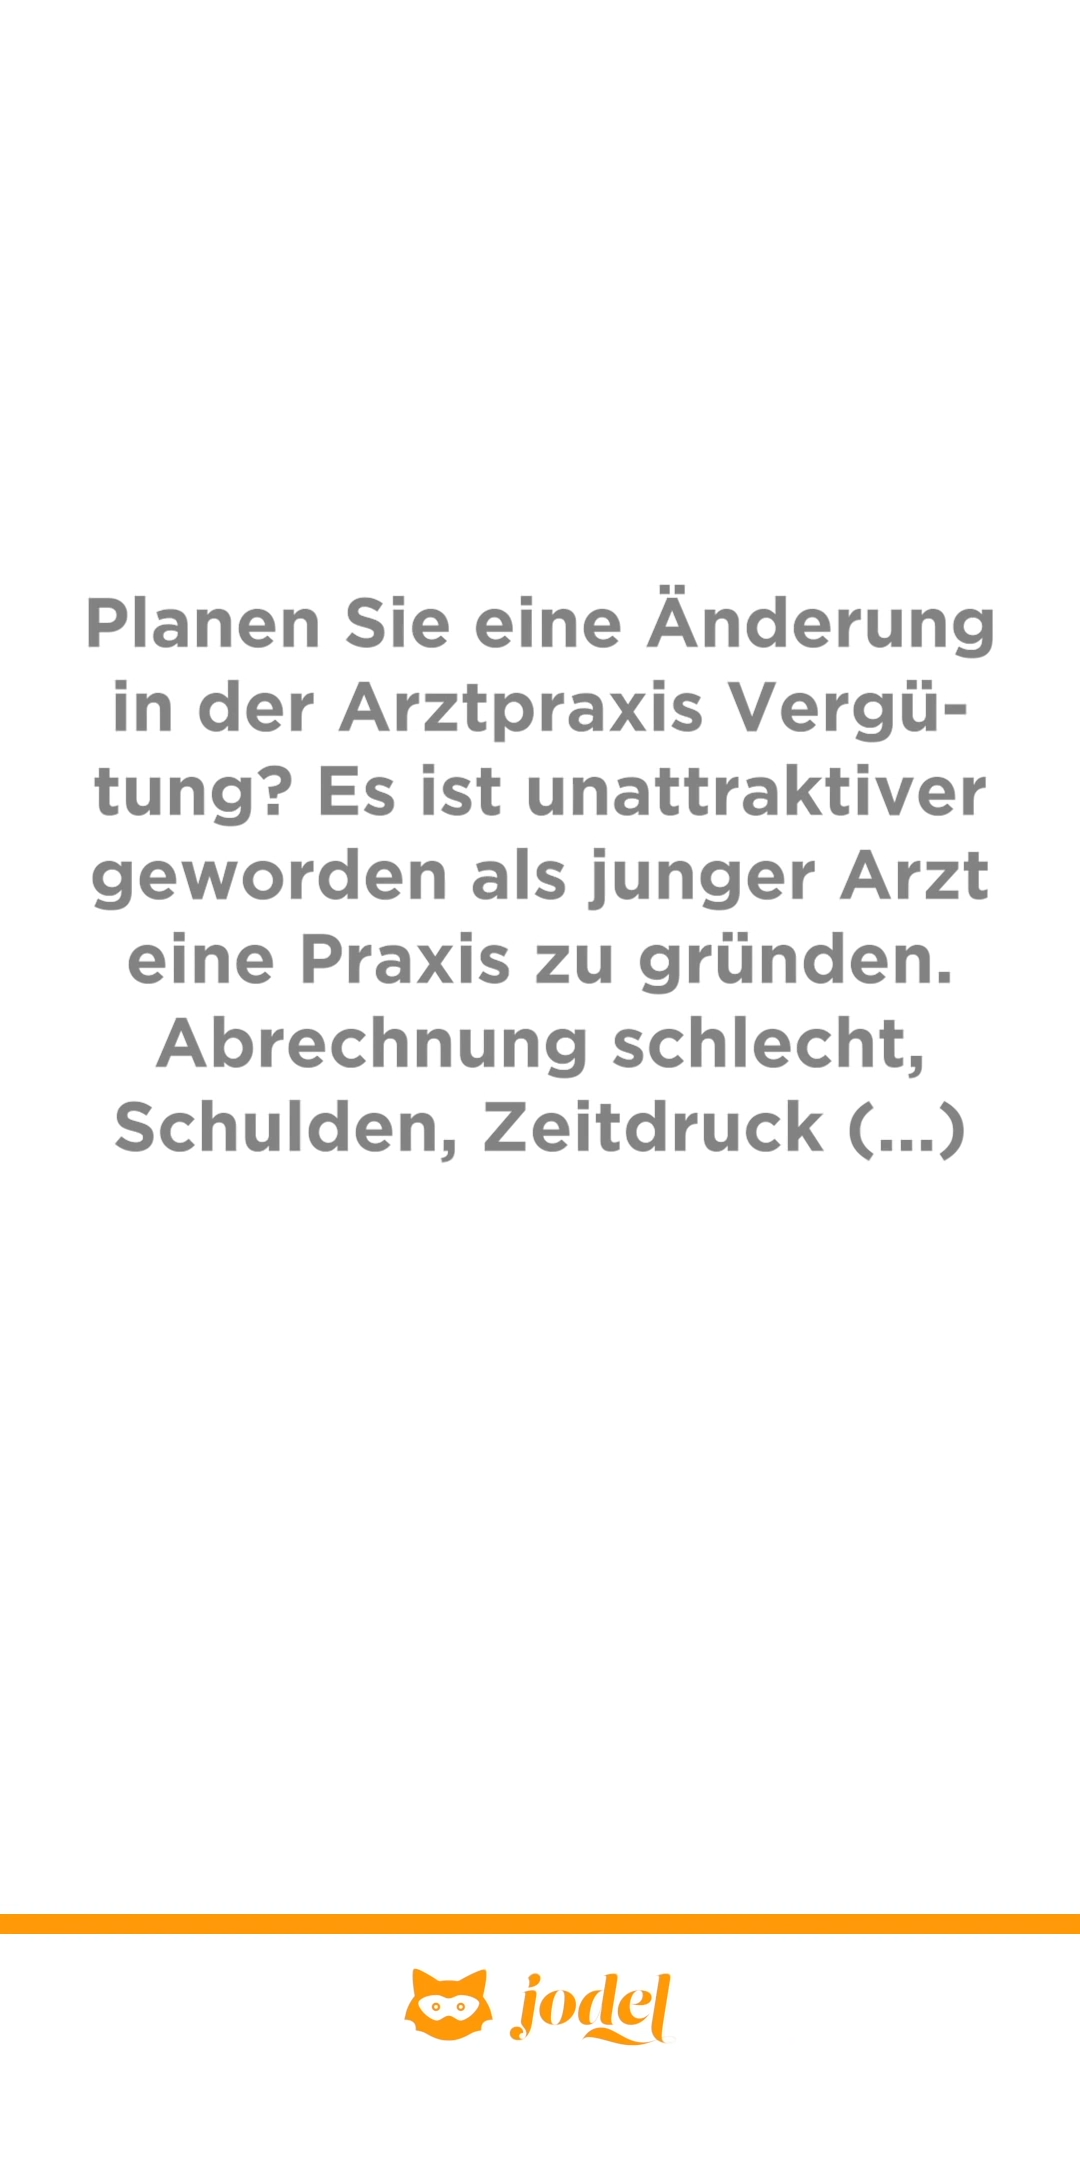 Planen Sie eine Änderung
in der Arztpraxis Vergü-
tung? Es ist unattraktiver
geworden als junger Arzt
eine Praxis zu gründen.
Abrechnung schlecht,
Schulden, Zeitdruck (...)
jodel